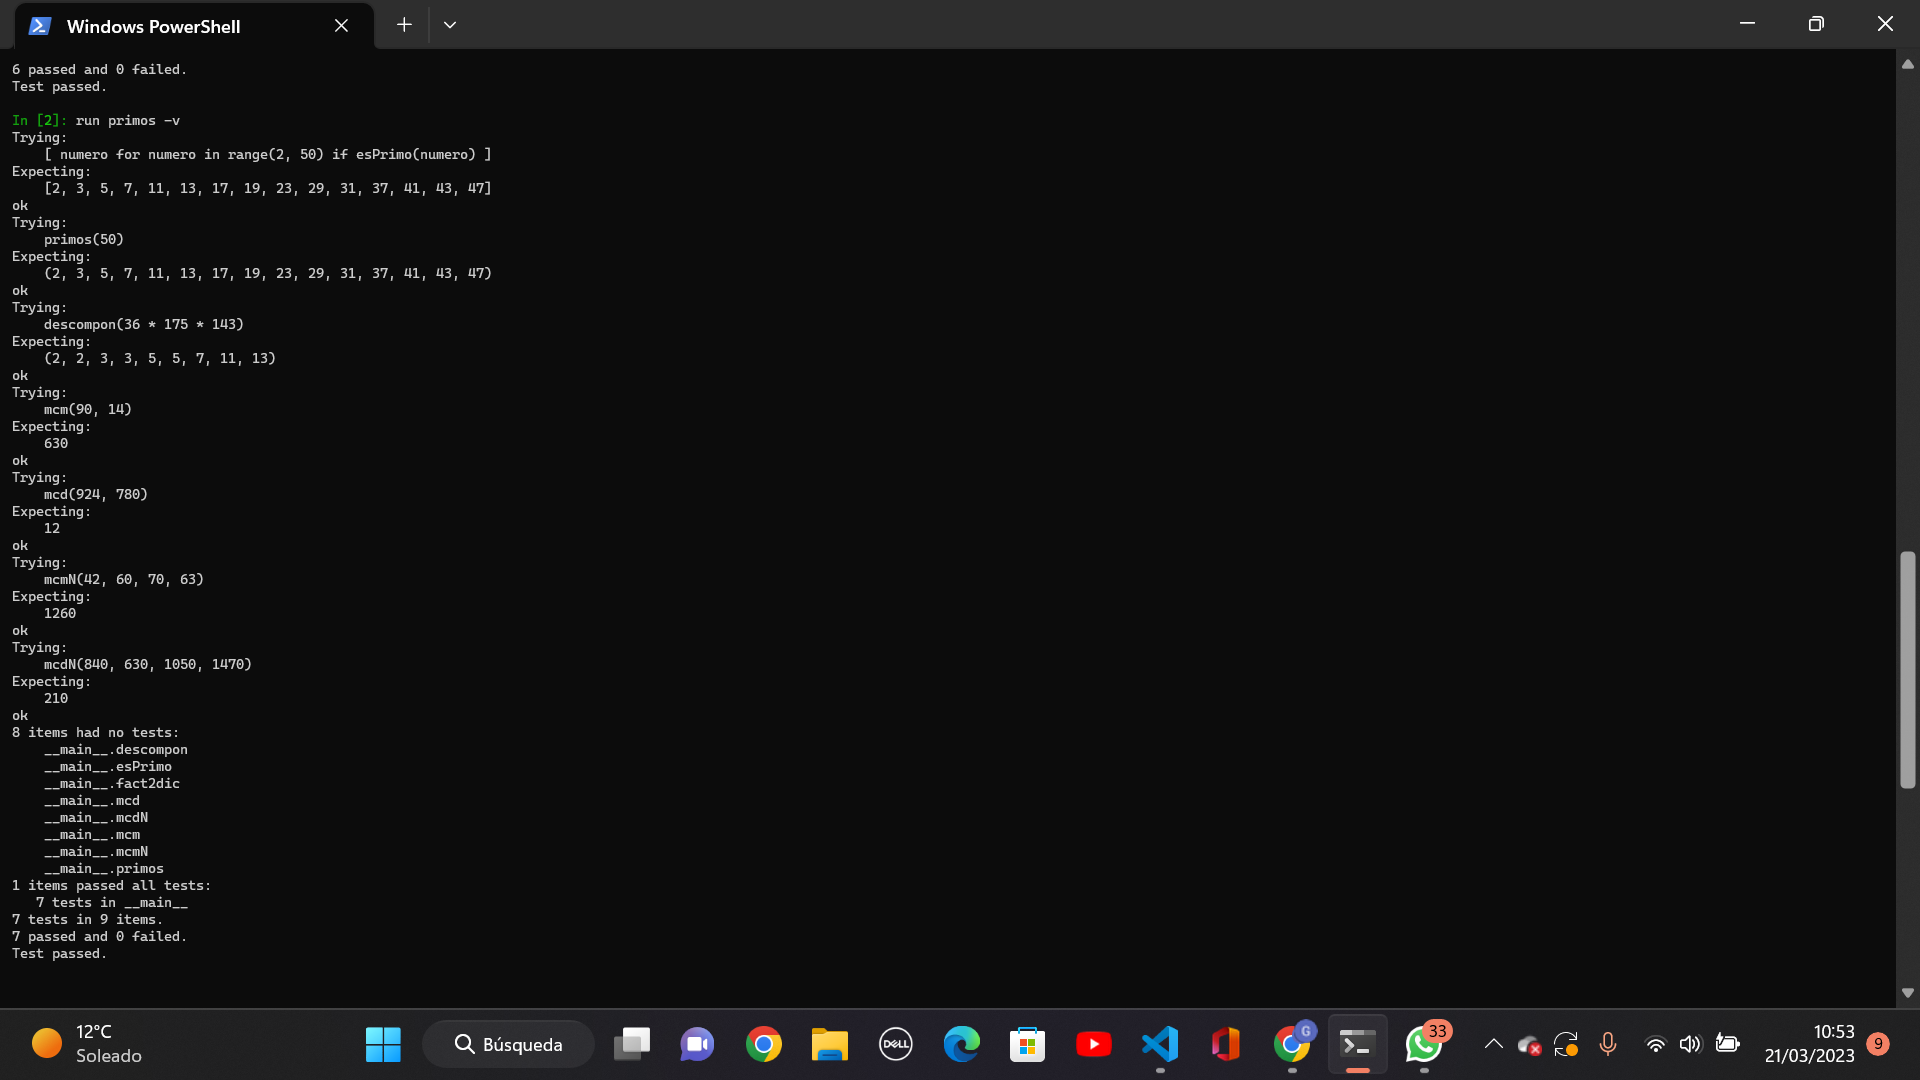 Windows PowerShell
6 passed and 0 failed.
Test passed.
In [2]: run primos -v
Trying:
    [ numero for numero in range(2, 50) if esPrimo(numero) ]
Expecting:
    [2, 3, 5, 7, 11, 13, 17, 19, 23, 29, 31, 37, 41, 43, 47]
ok
Trying:
    primos(50)
Expecting:
    (2, 3, 5, 7, 11, 13, 17, 19, 23, 29, 31, 37, 41, 43, 47)
ok
Trying:
    descompon(36 * 175 * 143)
Expecting:
    (2, 2, 3, 3, 5, 5, 7, 11, 13)
ok
Trying:
    mcm(90, 14)
Expecting:
    630
ok
Trying:
    mcd(924, 780)
Expecting:
    12
ok
Trying:
    mcmN(42, 60, 70, 63)
Expecting:
    1260
ok
Trying:
    mcdN(840, 630, 1050, 1470)
Expecting:
    210
ok
8 items had no tests:
    __main__.descompon
    __main__.esPrimo
    __main__.fact2dic
    __main__.mcd
    __main__.mcdN
    __main__.mcm
    __main__.mcmN
    __main__.primos
1 items passed all tests:
   7 tests in __main__
7 tests in 9 items.
7 passed and 0 failed.
Test passed.
12°C
Soleado
Búsqueda
DELL
G
33
10:53
21/03/2023
9